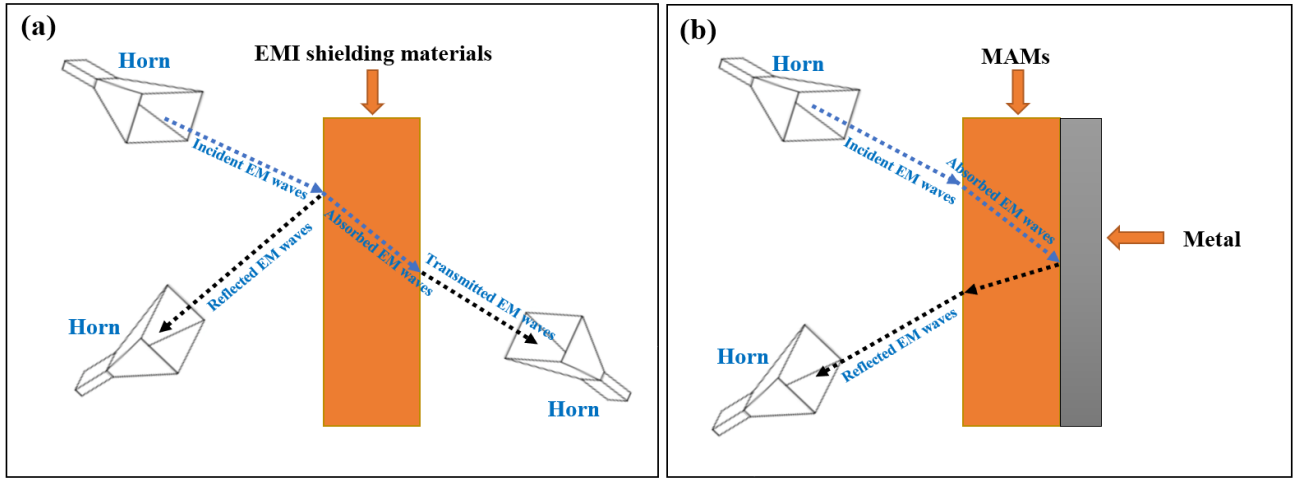 (a)
Horn
EMI shielding materials
Incident EM waves
Absorbed EM waves
Reflected EM waves
Transmitted EM waves
Horn
Horn
(b)
Horn
MAMs
Incident EM waves
Absorbed EM waves
Metal
Reflected EM waves
Horn